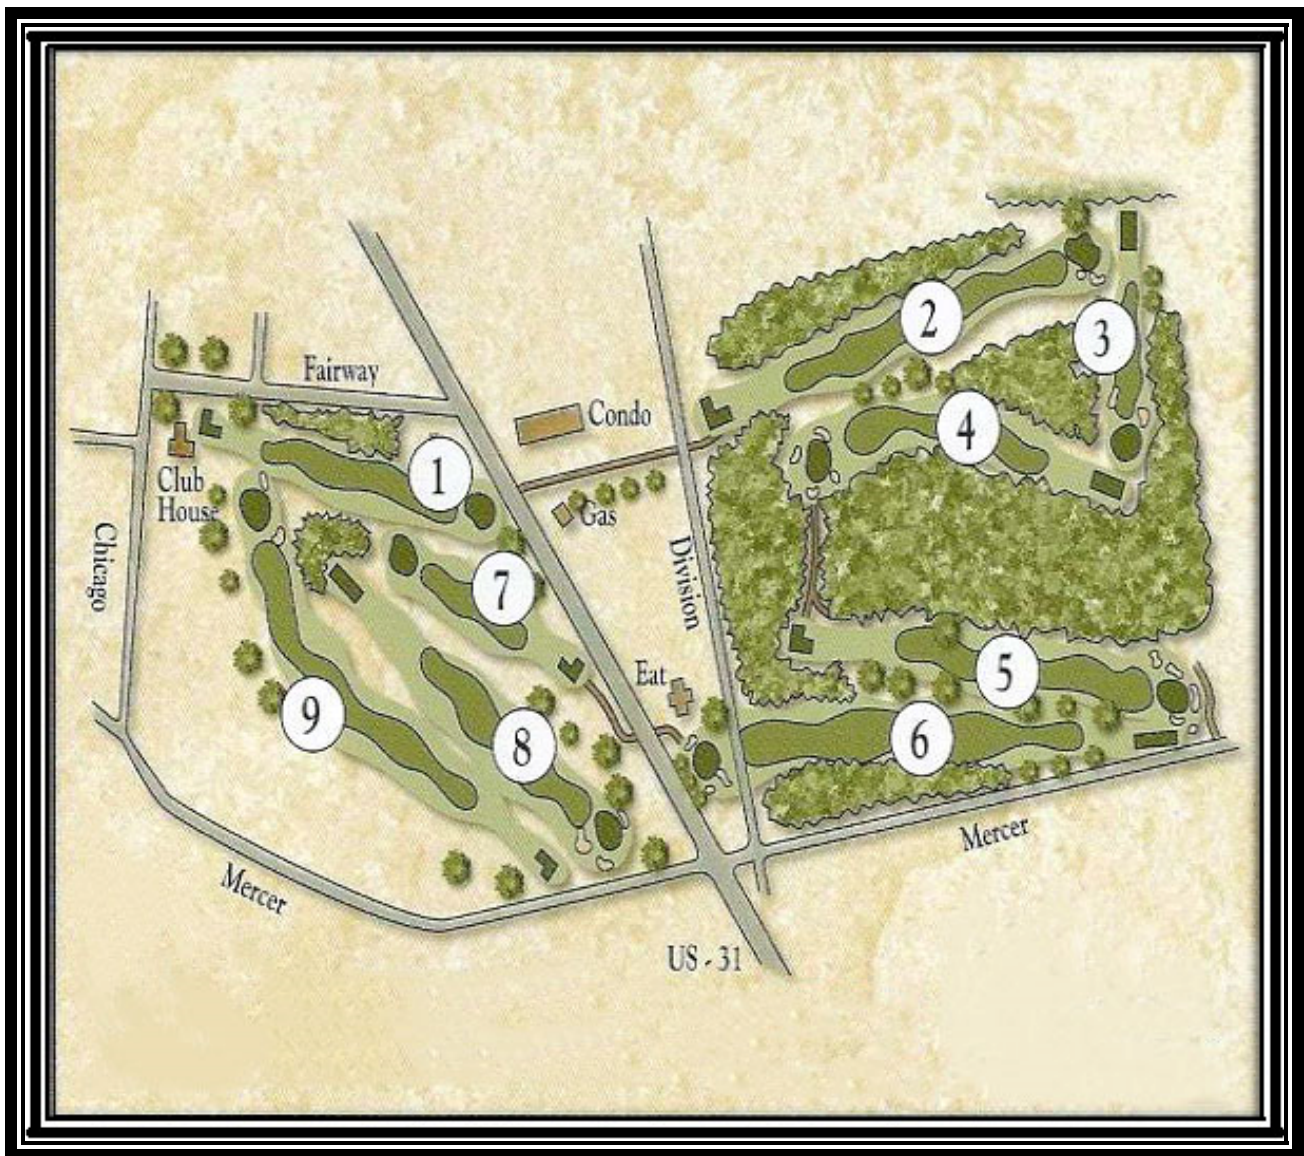 2
3
Fairway
Condo
4
1
Club
House
Gas
Chicago
Division
7
5
Eat
9
8
6
Mercer
Mercer
US - 31